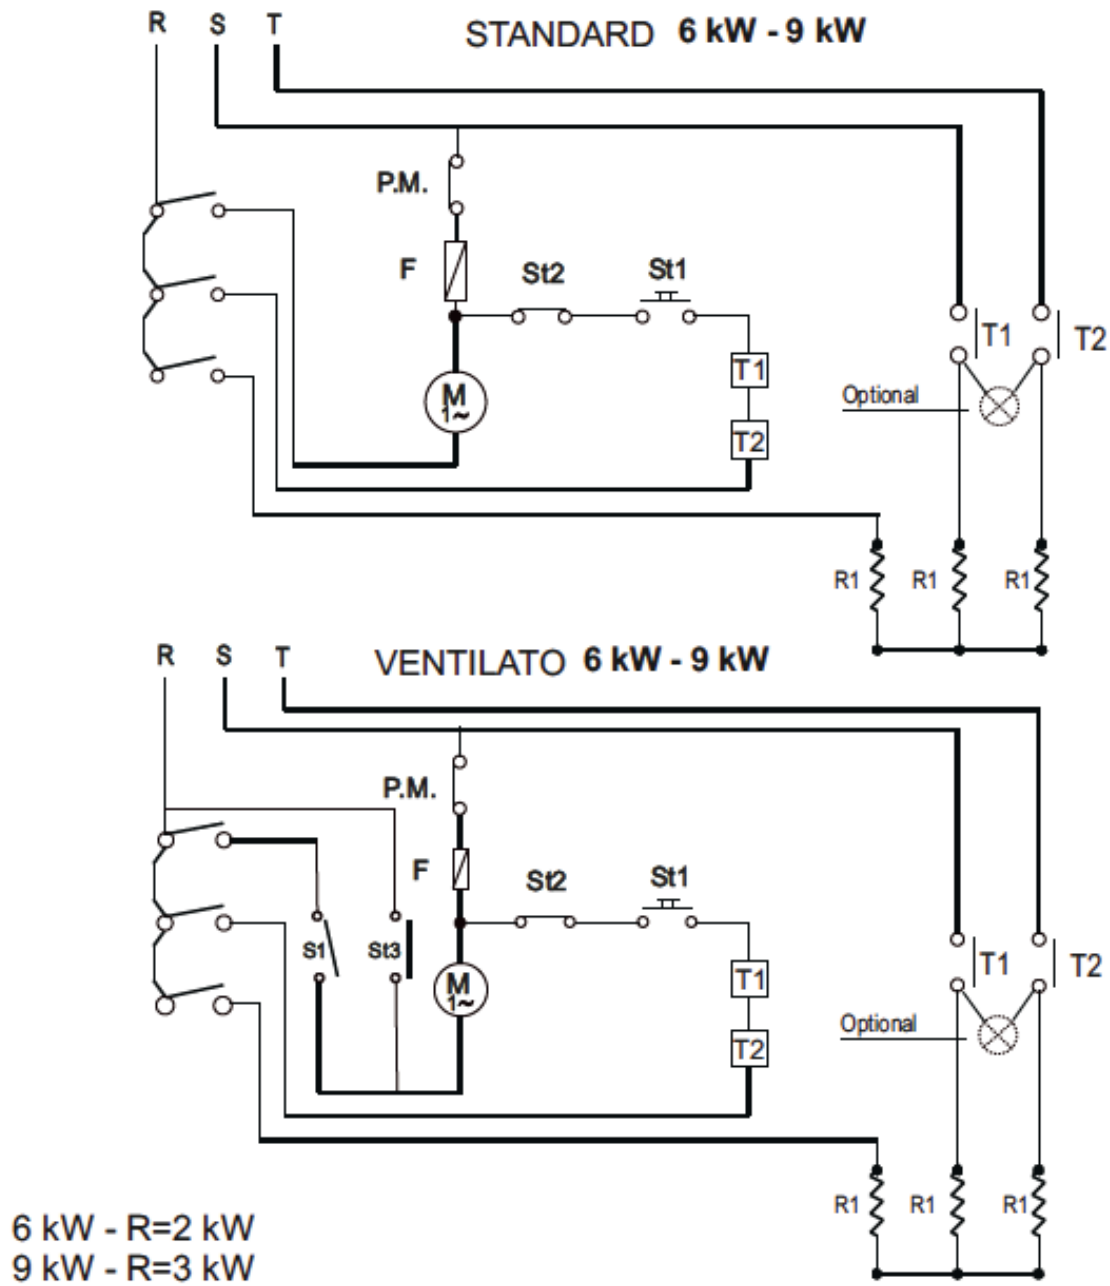 R S T STANDARD 6 kW - 9 kW
P.M.
F St2 St1
T1 T1 T2
M
1~
Optional
T2
R1 R1 R1
R S T VENTILATO 6 kW - 9 kW
P.M.
F St2 St1
S1 St3
T1 T1 T2
M
1~
Optional
T2
R1 R1 R1
6 kW - R=2 kW
9 kW - R=3 kW